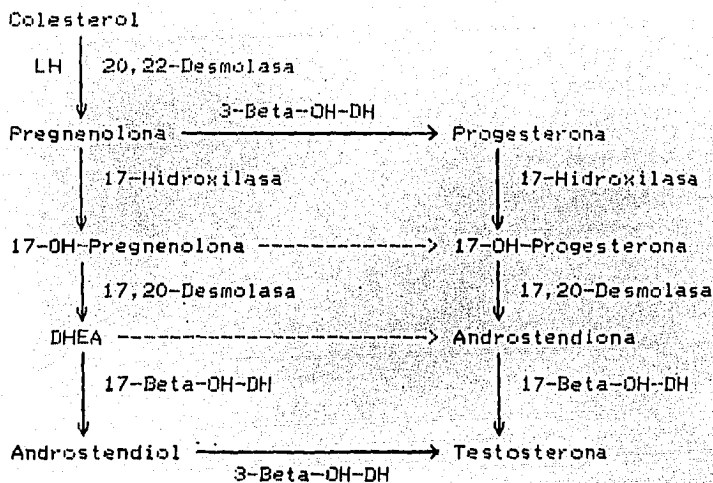 Colesterol
LH 20,22-Desmolasa
3-Beta-OH-DH
Pregnenolona Progesterona
17-Hidroxilasa 17-Hidroxilasa
17-OH-Pregnenolona 17-OH-Progesterona
17,20-Desmolasa 17,20-Desmolasa
DHEA Androstendiona
17-Beta-OH-DH 17-Beta-OH-DH
Androstendiol Testosterona
3-Beta-OH-DH